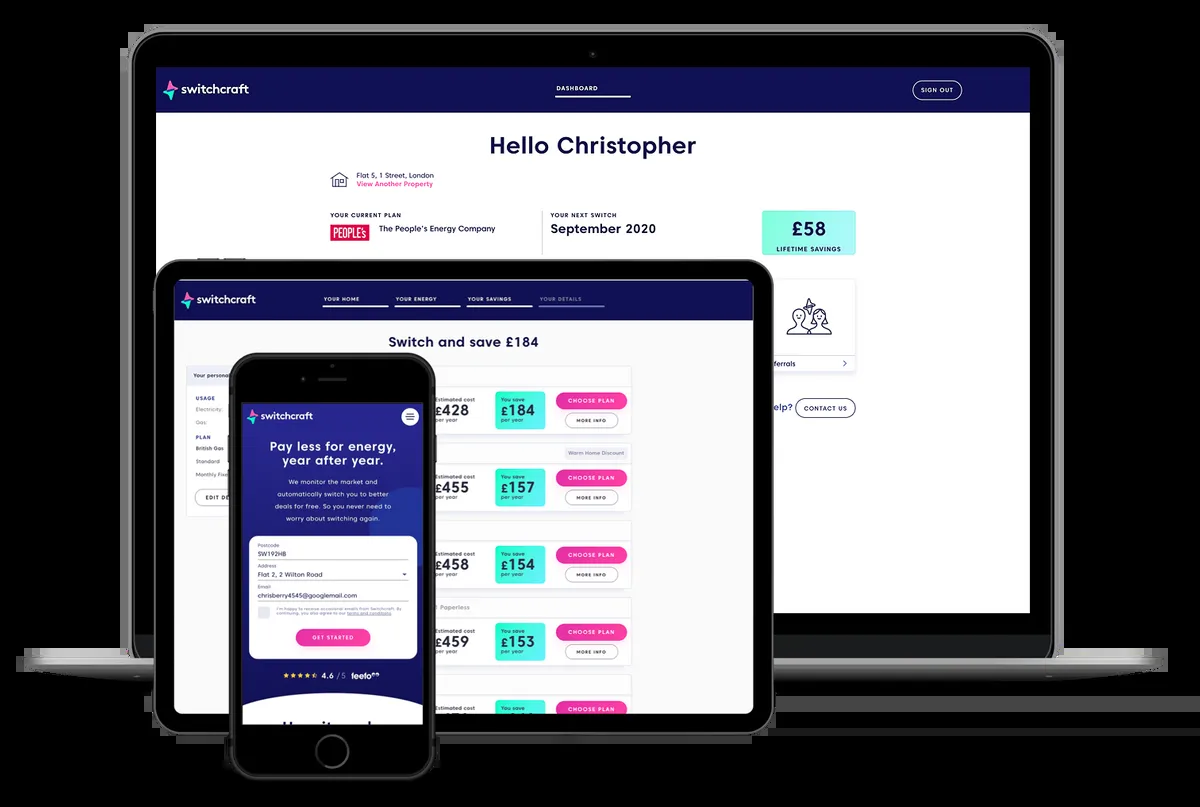 switchcraft
DASHBOARD
SIGN OUT
Hello Christopher
Flat 5, 1 Street, London
View Another Property
YOUR CURRENT PLAN
PEOPLE'S
The People's Energy Company
YOUR NEXT SWITCH
September 2020
£58
LIFETIME SAVINGS
ferrals
elp?
CONTACT US
switchcraft
YOUR HOME
YOUR ENERGY
YOUR SAVINGS
YOUR DETAILS
Switch and save £184
Your persona
USAGE
Electricity
Gas
PLAN
British Gas
Standard
Monthly Fixe
EDIT DE
Estimated cost
£428
per year
You save
£184
per year
CHOOSE PLAN
MORE INFO
Warm Home Discount
Estimated cost
£455
per year
You save
£157
per year
CHOOSE PLAN
MORE INFO
Estimated cost
£458
per year
You save
£154
per year
CHOOSE PLAN
MORE INFO
Paperless
Estimated cost
£459
per year
You save
£153
per year
CHOOSE PLAN
MORE INFO
Estimated cost
You save
CHOOSE PLAN
switchcraft
Pay less for energy,
year after year.
We monitor the market and
automatically switch you to better
deals for free. So you never need to
worry about switching again.
Postcode
SW192HB
Address
Flat 2, 2 Wilton Road
Email
chrisberry4545@googlemail.com
I'm happy to receive occasional emails from Switchcraft. By
continuing, you also agree to our terms and conditions.
GET STARTED
4.6 / 5 feefo